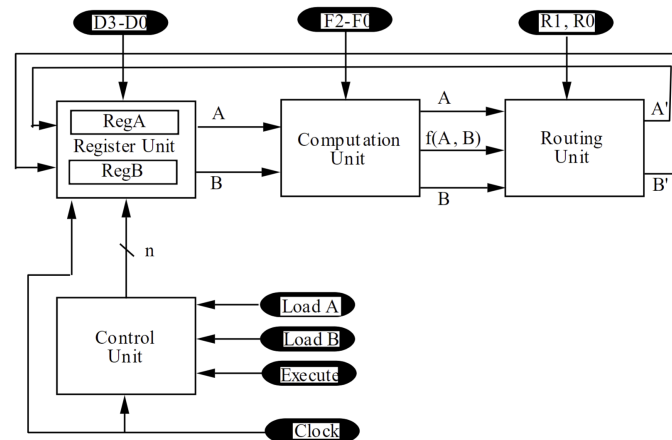 D3-D0
F2-F0
R1, R0
RegA
Register Unit
RegB
A
B
Computation
Unit
A
f(A, B)
B
Routing
Unit
A'
B'
n
Control
Unit
Load A
Load B
Execute
Clock